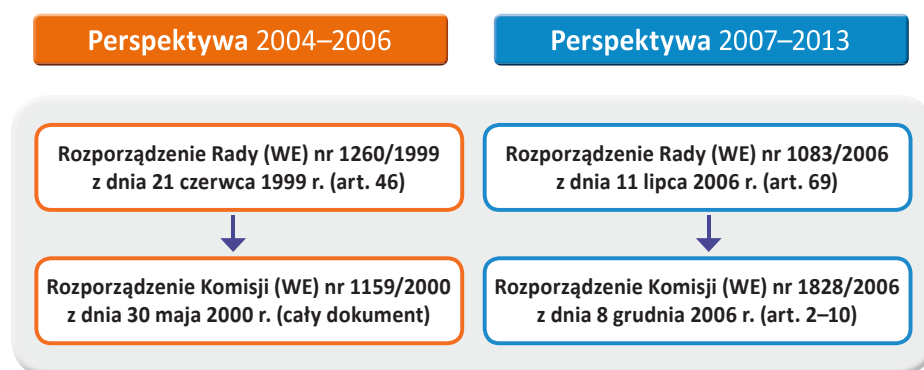 Perspektywa 2004–2006
Perspektywa 2007–2013
Rozporządzenie Rady (WE) nr 1260/1999
z dnia 21 czerwca 1999 r. (art. 46)
Rozporządzenie Rady (WE) nr 1083/2006
z dnia 11 lipca 2006 r. (art. 69)
Rozporządzenie Komisji (WE) nr 1159/2000
z dnia 30 maja 2000 r. (cały dokument)
Rozporządzenie Komisji (WE) nr 1828/2006
z dnia 8 grudnia 2006 r. (art. 2–10)